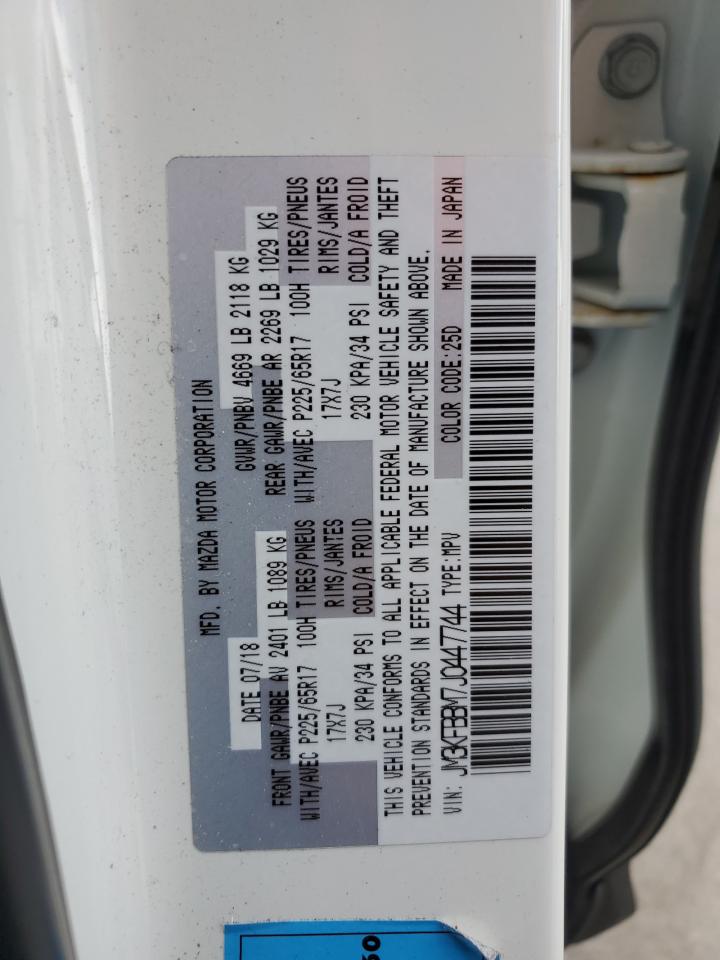 MFD. BY MAZDA MOTOR CORPORATION
DATE 07/18 GVWR/PNBV 4669 LB 2118 KG
FRONT GAWR/PNBE AV 2401 LB 1089 KG REAR GAWR/PNBE AR 2269 LB 1029 KG
WITH/AVEC P225/65R17 100H TIRES/PNEUS WITH/AVEC P225/65R17 100H TIRES/PNEUS
17X7J RIMS/JANTES 17X7J RIMS/JANTES
230 KPA/34 PSI COLD/A FROID 230 KPA/34 PSI COLD/A FROID
THIS VEHICLE CONFORMS TO ALL APPLICABLE FEDERAL MOTOR VEHICLE SAFETY AND THEFT
PREVENTION STANDARDS IN EFFECT ON THE DATE OF MANUFACTURE SHOWN ABOVE.
VIN: JM3KFBBM7J0447744 TYPE:MPV COLOR CODE:25D MADE IN JAPAN